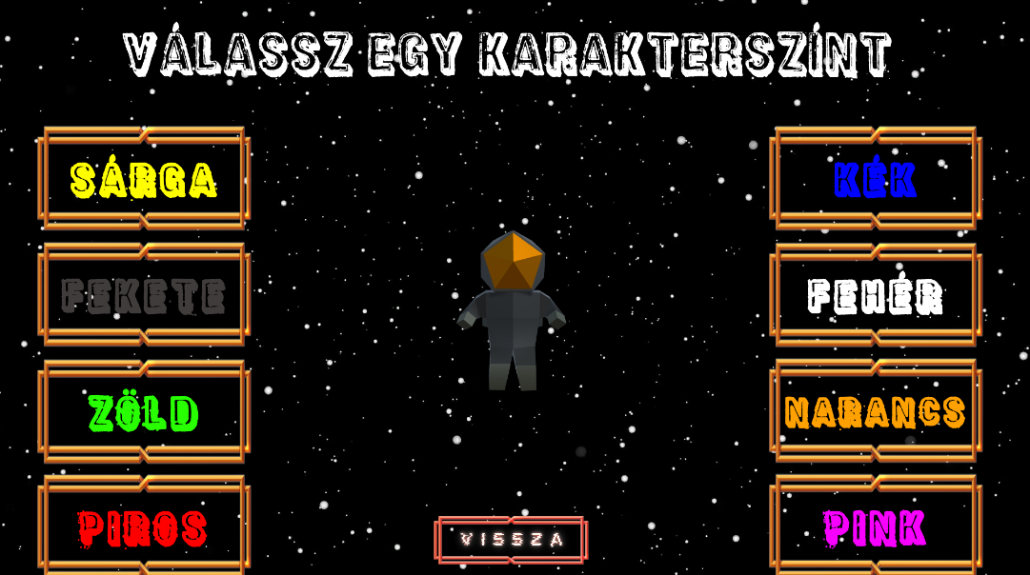 VÁLASSZ EGY KARAKTERSZÍNT
SÁRGA
KÉK
FEKETE
FEHÉR
ZÖLD
NARANCS
PIROS
PINK
VISSZA